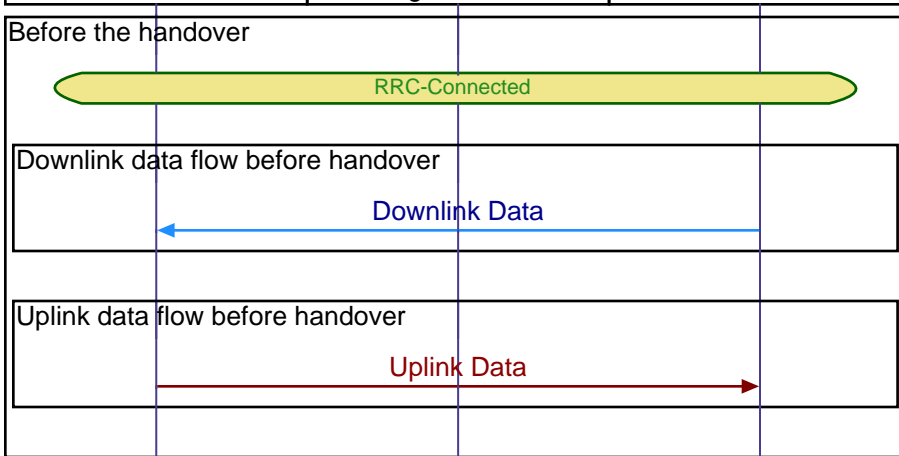 Before the handover
RRC-Connected
Downlink data flow before handover
Downlink Data
Uplink data flow before handover
Uplink Data